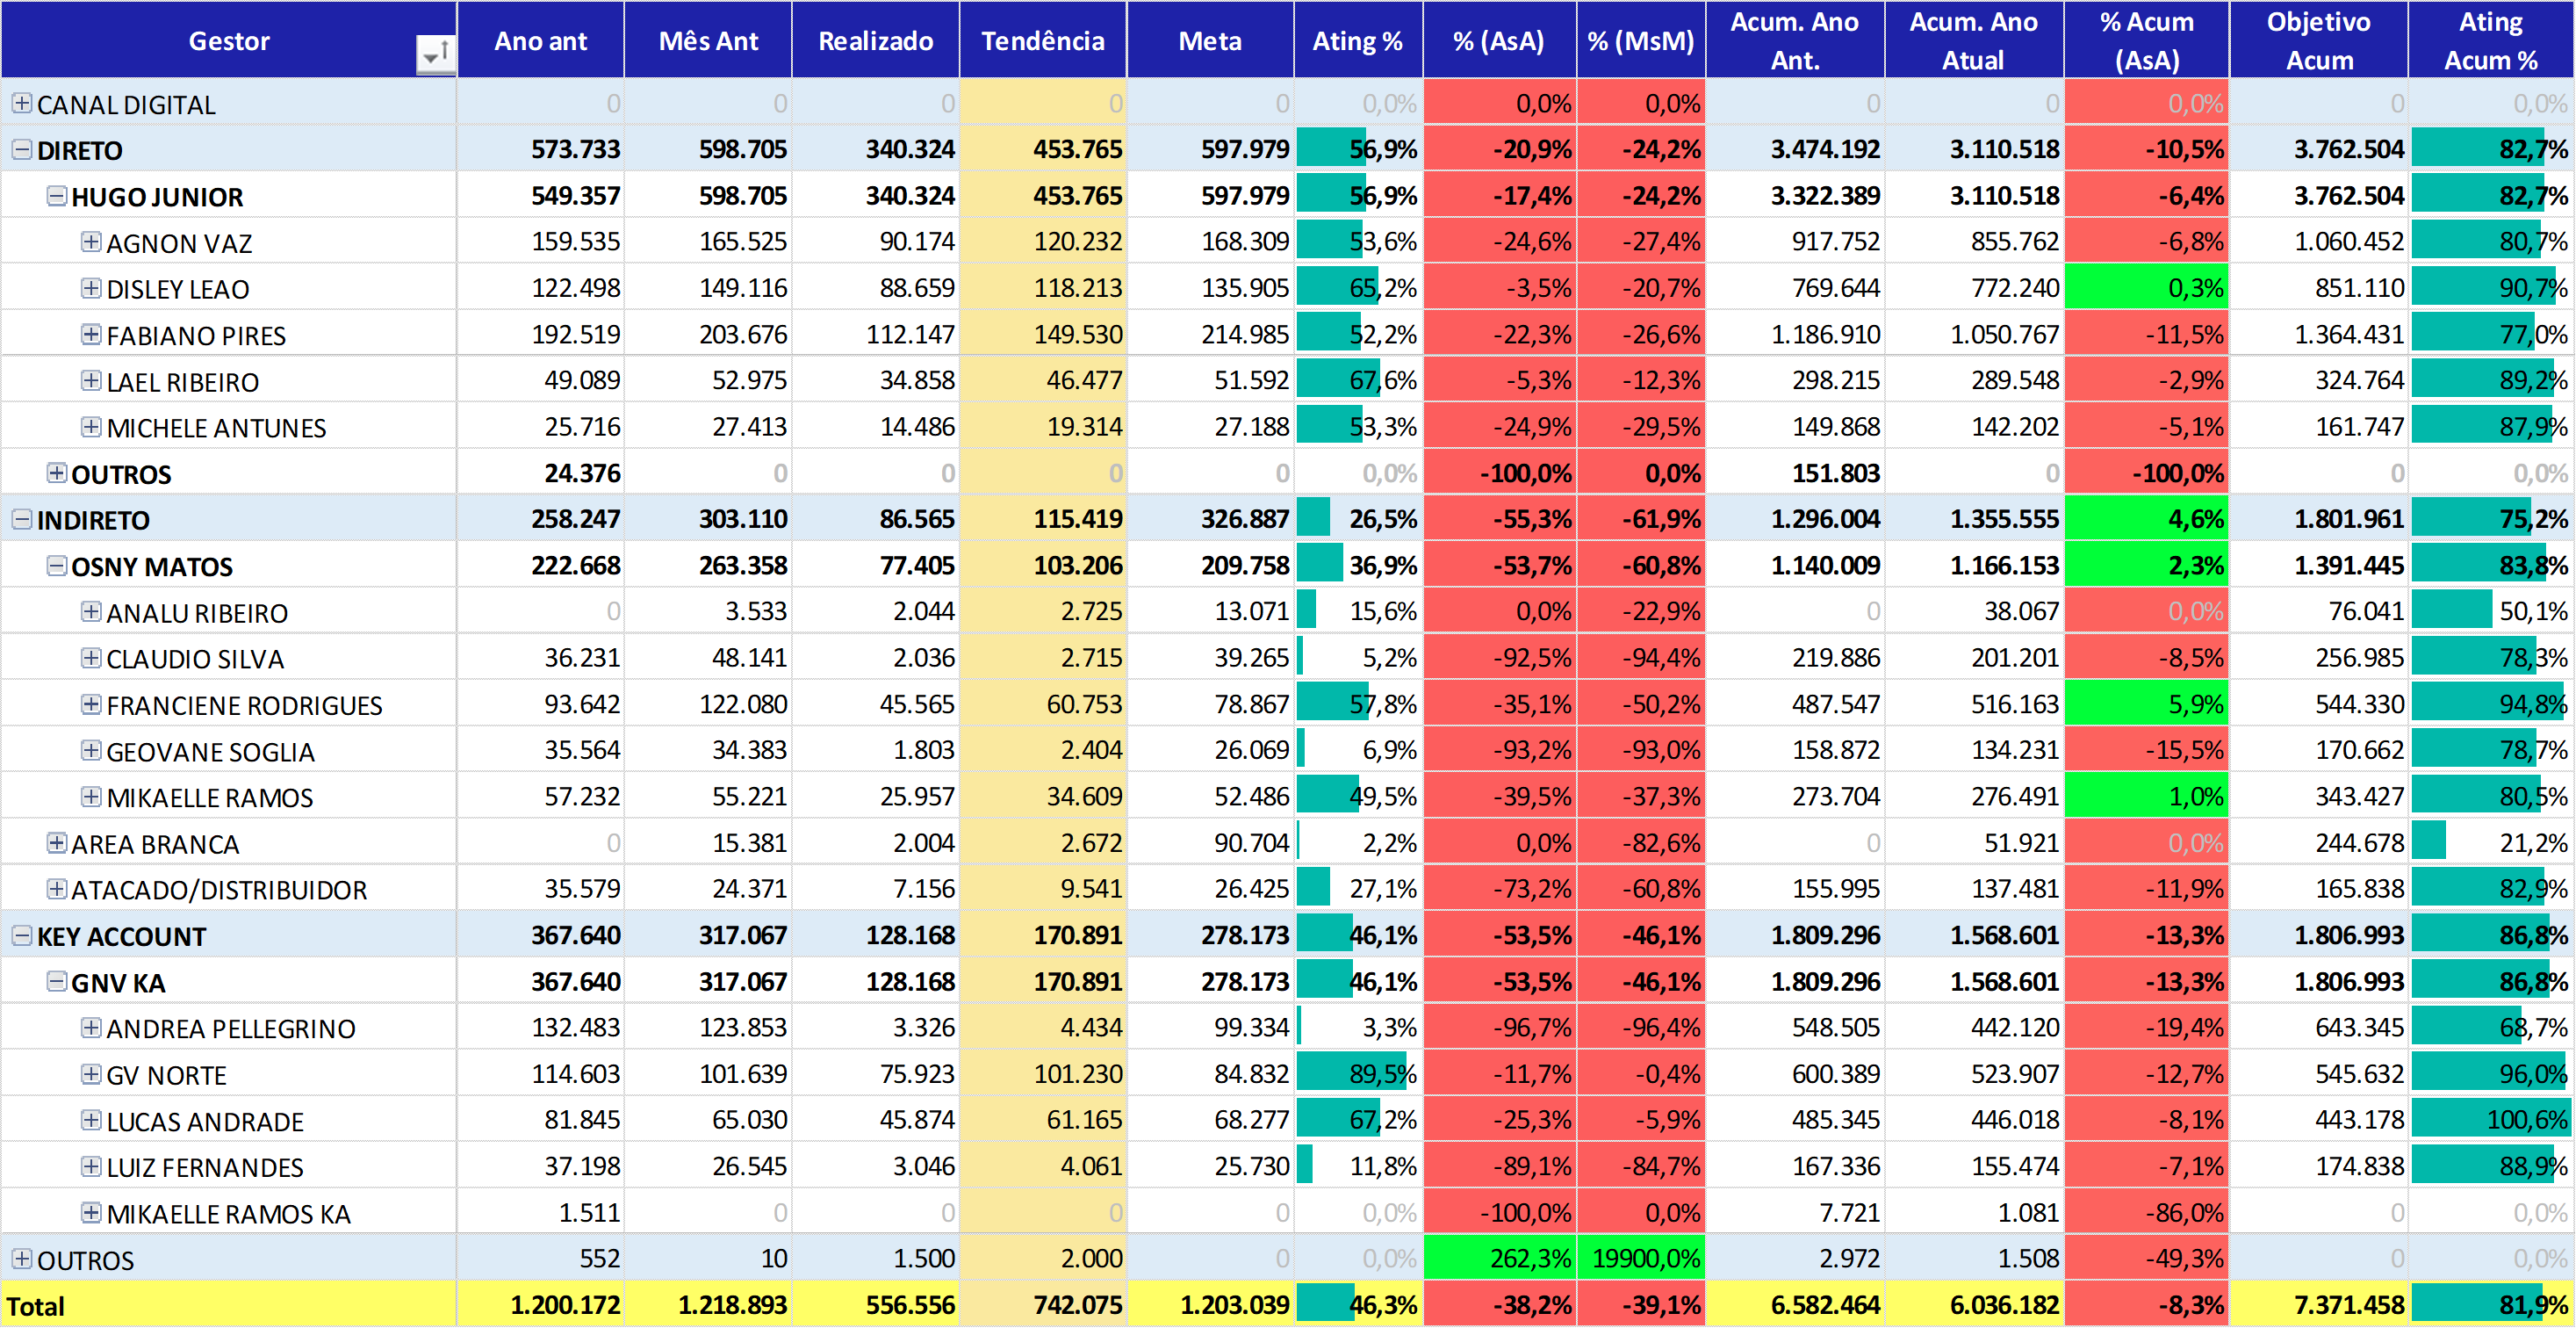 Gestor Ano ant Mês Ant Realizado Tendência Meta Ating % % (AsA) % (MsM) Acum. Ano Ant. Acum. Ano Atual % Acum (AsA) Objetivo Acum Ating Acum %
CANAL DIGITAL 0 0 0 0 0 0,0% 0,0% 0,0% 0 0 0,0% 0 0,0%
DIRETO 573.733 598.705 340.324 453.765 597.979 56,9% -20,9% -24,2% 3.474.192 3.110.518 -10,5% 3.762.504 82,7%
HUGO JUNIOR 549.357 598.705 340.324 453.765 597.979 56,9% -17,4% -24,2% 3.322.389 3.110.518 -6,4% 3.762.504 82,7%
AGNON VAZ 159.535 165.525 90.174 120.232 168.309 53,6% -24,6% -27,4% 917.752 855.762 -6,8% 1.060.452 80,7%
DISLEY LEAO 122.498 149.116 88.659 118.213 135.905 65,2% -3,5% -20,7% 769.644 772.240 0,3% 851.110 90,7%
FABIANO PIRES 192.519 203.676 112.147 149.530 214.985 52,2% -22,3% -26,6% 1.186.910 1.050.767 -11,5% 1.364.431 77,0%
LAEL RIBEIRO 49.089 52.975 34.858 46.477 51.592 67,6% -5,3% -12,3% 298.215 289.548 -2,9% 324.764 89,2%
MICHELE ANTUNES 25.716 27.413 14.486 19.314 27.188 53,3% -24,9% -29,5% 149.868 142.202 -5,1% 161.747 87,9%
OUTROS 24.376 0 0 0 0 0,0% -100,0% 0,0% 151.803 0 -100,0% 0 0,0%
INDIRETO 258.247 303.110 86.565 115.419 326.887 26,5% -55,3% -61,9% 1.296.004 1.355.555 4,6% 1.801.961 75,2%
OSNY MATOS 222.668 263.358 77.405 103.206 209.758 36,9% -53,7% -60,8% 1.140.009 1.166.153 2,3% 1.391.445 83,8%
ANALU RIBEIRO 0 3.533 2.044 2.725 13.071 15,6% 0,0% -22,9% 0 38.067 0,0% 76.041 50,1%
CLAUDIO SILVA 36.231 48.141 2.036 2.715 39.265 5,2% -92,5% -94,4% 219.886 201.201 -8,5% 256.985 78,3%
FRANCIENE RODRIGUES 93.642 122.080 45.565 60.753 78.867 57,8% -35,1% -50,2% 487.547 516.163 5,9% 544.330 94,8%
GEOVANE SOGLIA 35.564 34.383 1.803 2.404 26.069 6,9% -93,2% -93,0% 158.872 134.231 -15,5% 170.662 78,7%
MIKAELLE RAMOS 57.232 55.221 25.957 34.609 52.486 49,5% -39,5% -37,3% 273.704 276.491 1,0% 343.427 80,5%
AREA BRANCA 0 15.381 2.004 2.672 90.704 2,2% 0,0% -82,6% 0 51.921 0,0% 244.678 21,2%
ATACADO/DISTRIBUIDOR 35.579 24.371 7.156 9.541 26.425 27,1% -73,2% -60,8% 155.995 137.481 -11,9% 165.838 82,9%
KEY ACCOUNT 367.640 317.067 128.168 170.891 278.173 46,1% -53,5% -46,1% 1.809.296 1.568.601 -13,3% 1.806.993 86,8%
GNV KA 367.640 317.067 128.168 170.891 278.173 46,1% -53,5% -46,1% 1.809.296 1.568.601 -13,3% 1.806.993 86,8%
ANDREA PELLEGRINO 132.483 123.853 3.326 4.434 99.334 3,3% -96,7% -96,4% 548.505 442.120 -19,4% 643.345 68,7%
GV NORTE 114.603 101.639 75.923 101.230 84.832 89,5% -11,7% -0,4% 600.389 523.907 -12,7% 545.632 96,0%
LUCAS ANDRADE 81.845 65.030 45.874 61.165 68.277 67,2% -25,3% -5,9% 485.345 446.018 -8,1% 443.178 100,6%
LUIZ FERNANDES 37.198 26.545 3.046 4.061 25.730 11,8% -89,1% -84,7% 167.336 155.474 -7,1% 174.838 88,9%
MIKAELLE RAMOS KA 1.511 0 0 0 0 0,0% -100,0% 0,0% 7.721 1.081 -86,0% 0 0,0%
OUTROS 552 10 1.500 2.000 0 0,0% 262,3% 19900,0% 2.972 1.508 -49,3% 0 0,0%
Total 1.200.172 1.218.893 556.556 742.075 1.203.039 46,3% -38,2% -39,1% 6.582.464 6.036.182 -8,3% 7.371.458 81,9%